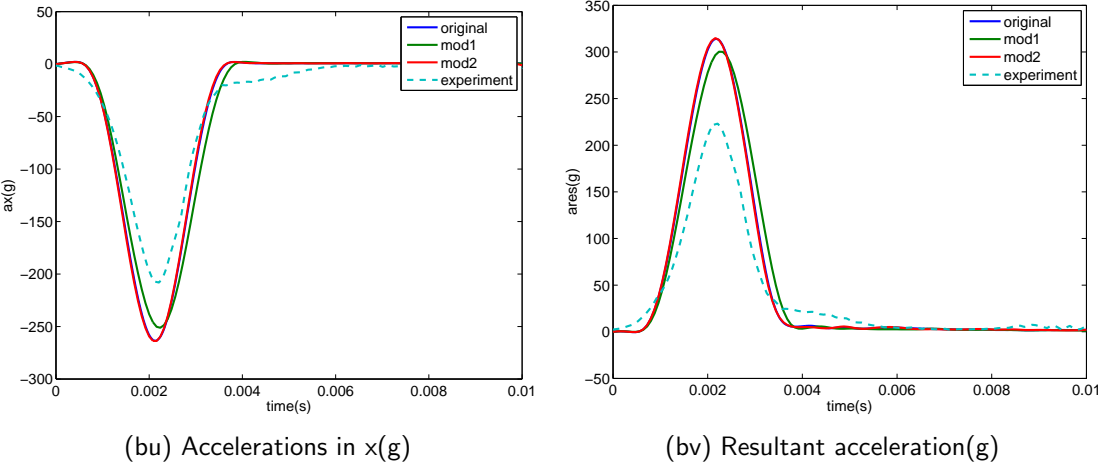 50
0
−50
−100
−150
−200
−250
−300
ax(g)
0
0.002
0.004
0.006
0.008
0.01
time(s)
original
mod1
mod2
experiment
(bu) Accelerations in x(g)
350
300
250
200
150
100
50
0
−50
ares(g)
0
0.002
0.004
0.006
0.008
0.01
time(s)
original
mod1
mod2
experiment
(bv) Resultant acceleration(g)